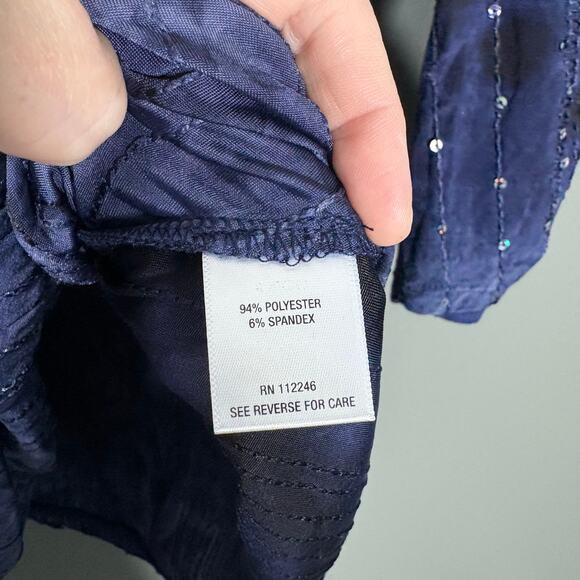 94% POLYESTER
6% SPANDEX
RN 112246
SEE REVERSE FOR CARE